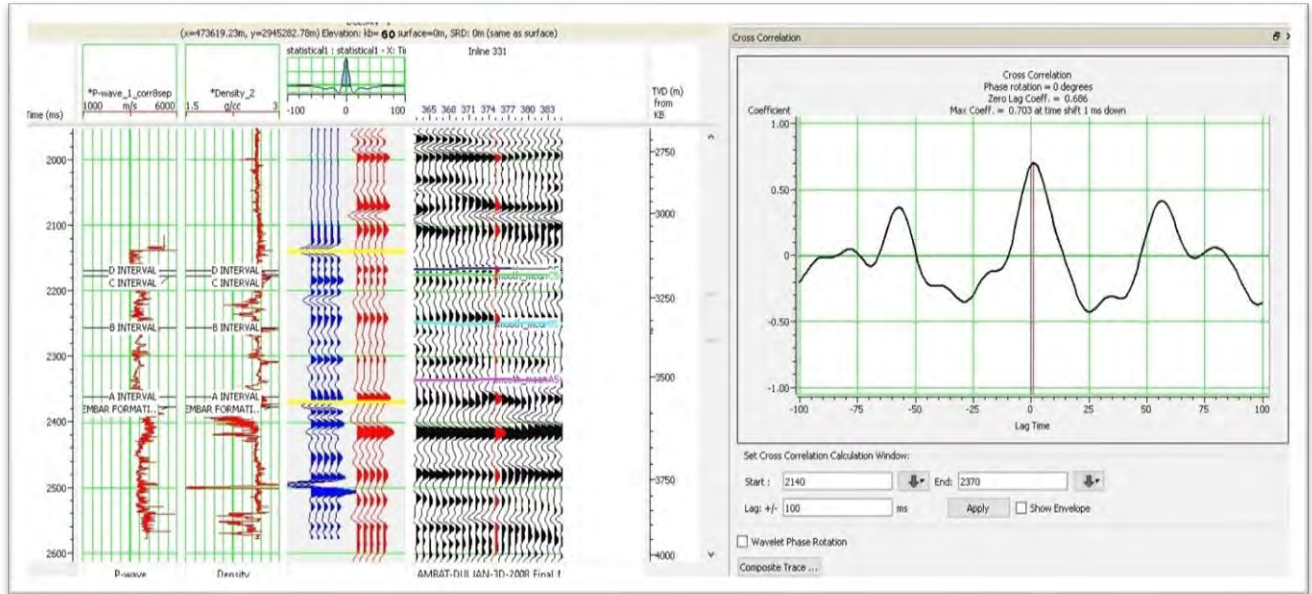 (x=473619.23m, y=2945282.78m) Elevation: kb= 60 surface=0m, SRD: 0m (same as surface)
statistical1 : statistical1 - X: Ti
Inline 331
*P-wave_1_corr8sep
1000 m/s 6000
*Density_2
1.5 g/cc 3
-100 0 100
365 368 371 374 377 380 383
TVD (m)
from
KB
Time (ms)
2000
2100
2200
2300
2400
2500
2600
2750
3000
3250
3500
3750
4000
D INTERVAL
C INTERVAL
B INTERVAL
A INTERVAL
EMBAR FORMATI..
D INTERVAL
C INTERVAL
B INTERVAL
A INTERVAL
EMBAR FORMATI..
P-wave
Density
Cross Correlation
Cross Correlation
Phase rotation = 0 degrees
Zero Lag Coeff. = 0.686
Max Coeff. = 0.703 at time shift 1 ms down
Coefficient
1.00
0.50
0
-0.50
-1.00
-100 -75 -50 -25 0 25 50 75 100
Lag Time
Set Cross Correlation Calculation Window:
Start : 2140 End: 2370
Lag: +/- 100 ms Apply Show Envelope
Wavelet Phase Rotation
Composite Trace ...